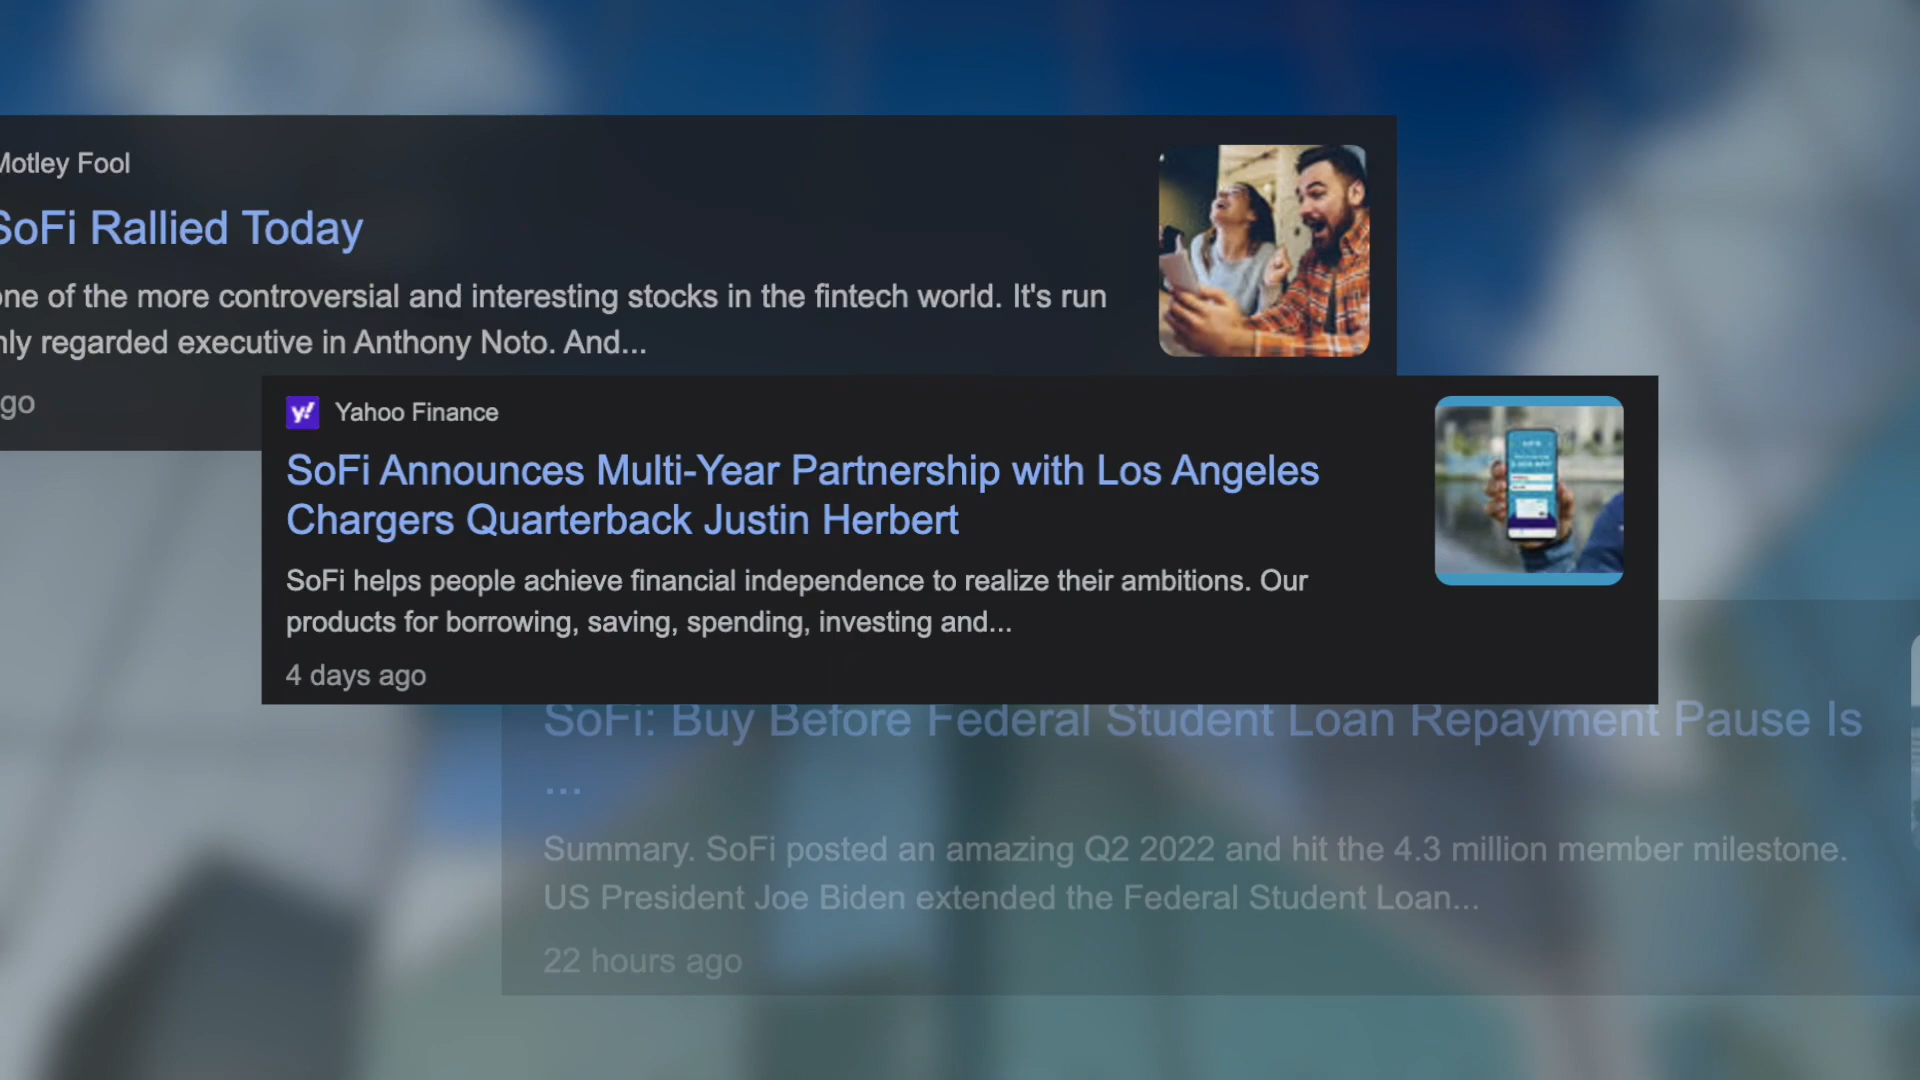 Motley Fool
SoFi Rallied Today
one of the more controversial and interesting stocks in the fintech world. It's run
regarded executive in Anthony Noto. And...
go
y!
Yahoo Finance
SoFi Announces Multi-Year Partnership with Los Angeles
Chargers Quarterback Justin Herbert
SoFi helps people achieve financial independence to realize their ambitions. Our
products for borrowing, saving, spending, investing and...
4 days ago
SoFi: Buy Before Federal Student Loan Repayment Pause Is
...
Summary. SoFi posted an amazing Q2 2022 and hit the 4.3 million member milestone.
US President Joe Biden extended the Federal Student Loan...
22 hours ago